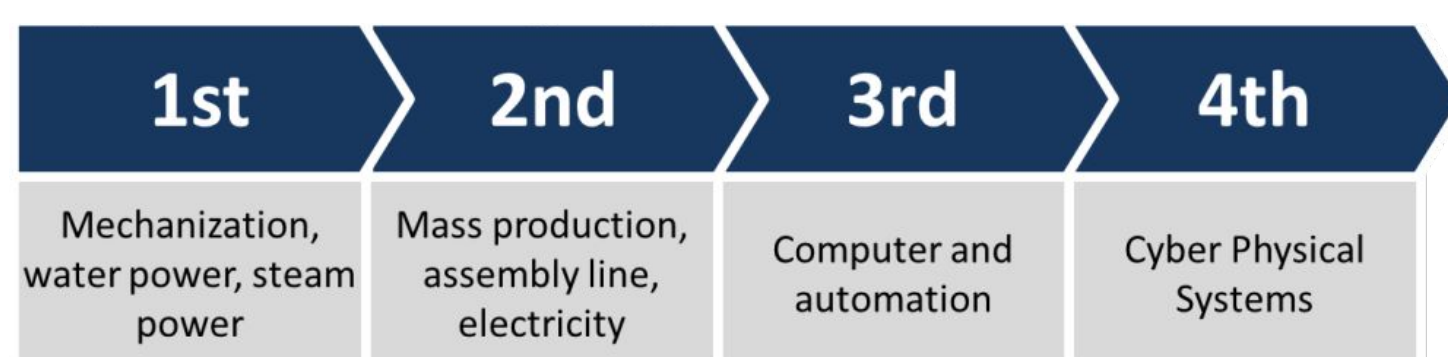 1st
2nd
3rd
4th
Mechanization,
water power, steam
power
Mass production,
assembly line,
electricity
Computer and
automation
Cyber Physical
Systems